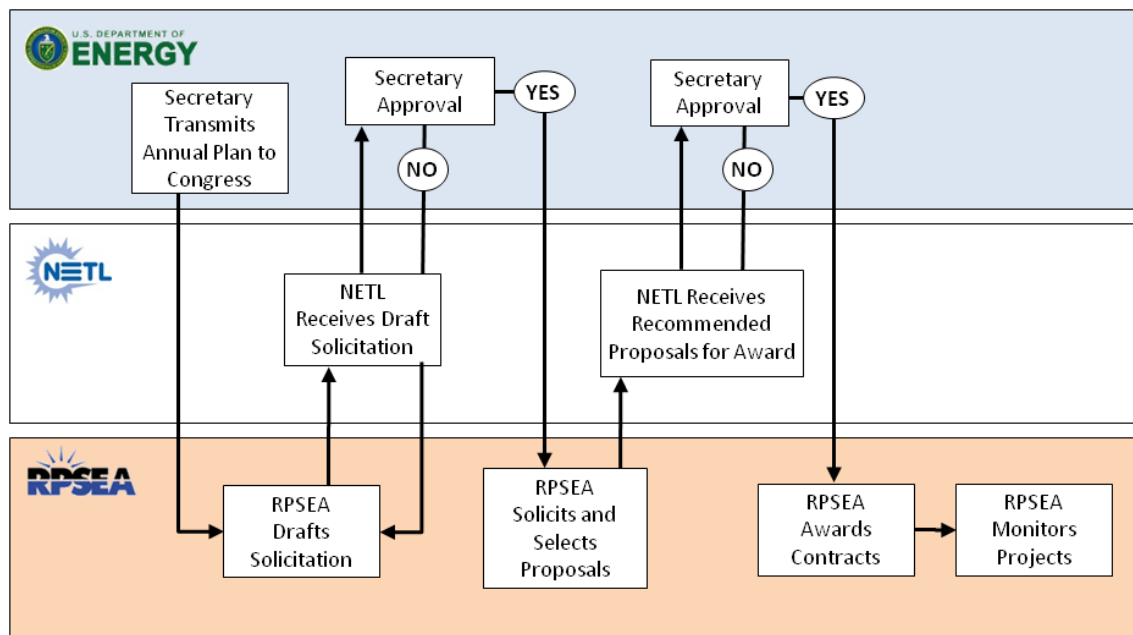 U.S. DEPARTMENT OF
ENERGY
Secretary
Transmits
Annual Plan to
Congress
Secretary
Approval
YES
NO
Secretary
Approval
YES
NO
NETL
NETL
Receives Draft
Solicitation
NETL Receives
Recommended
Proposals for Award
RPSEA
RPSEA
Drafts
Solicitation
RPSEA
Solicits and
Selects
Proposals
RPSEA
Awards
Contracts
RPSEA
Monitors
Projects